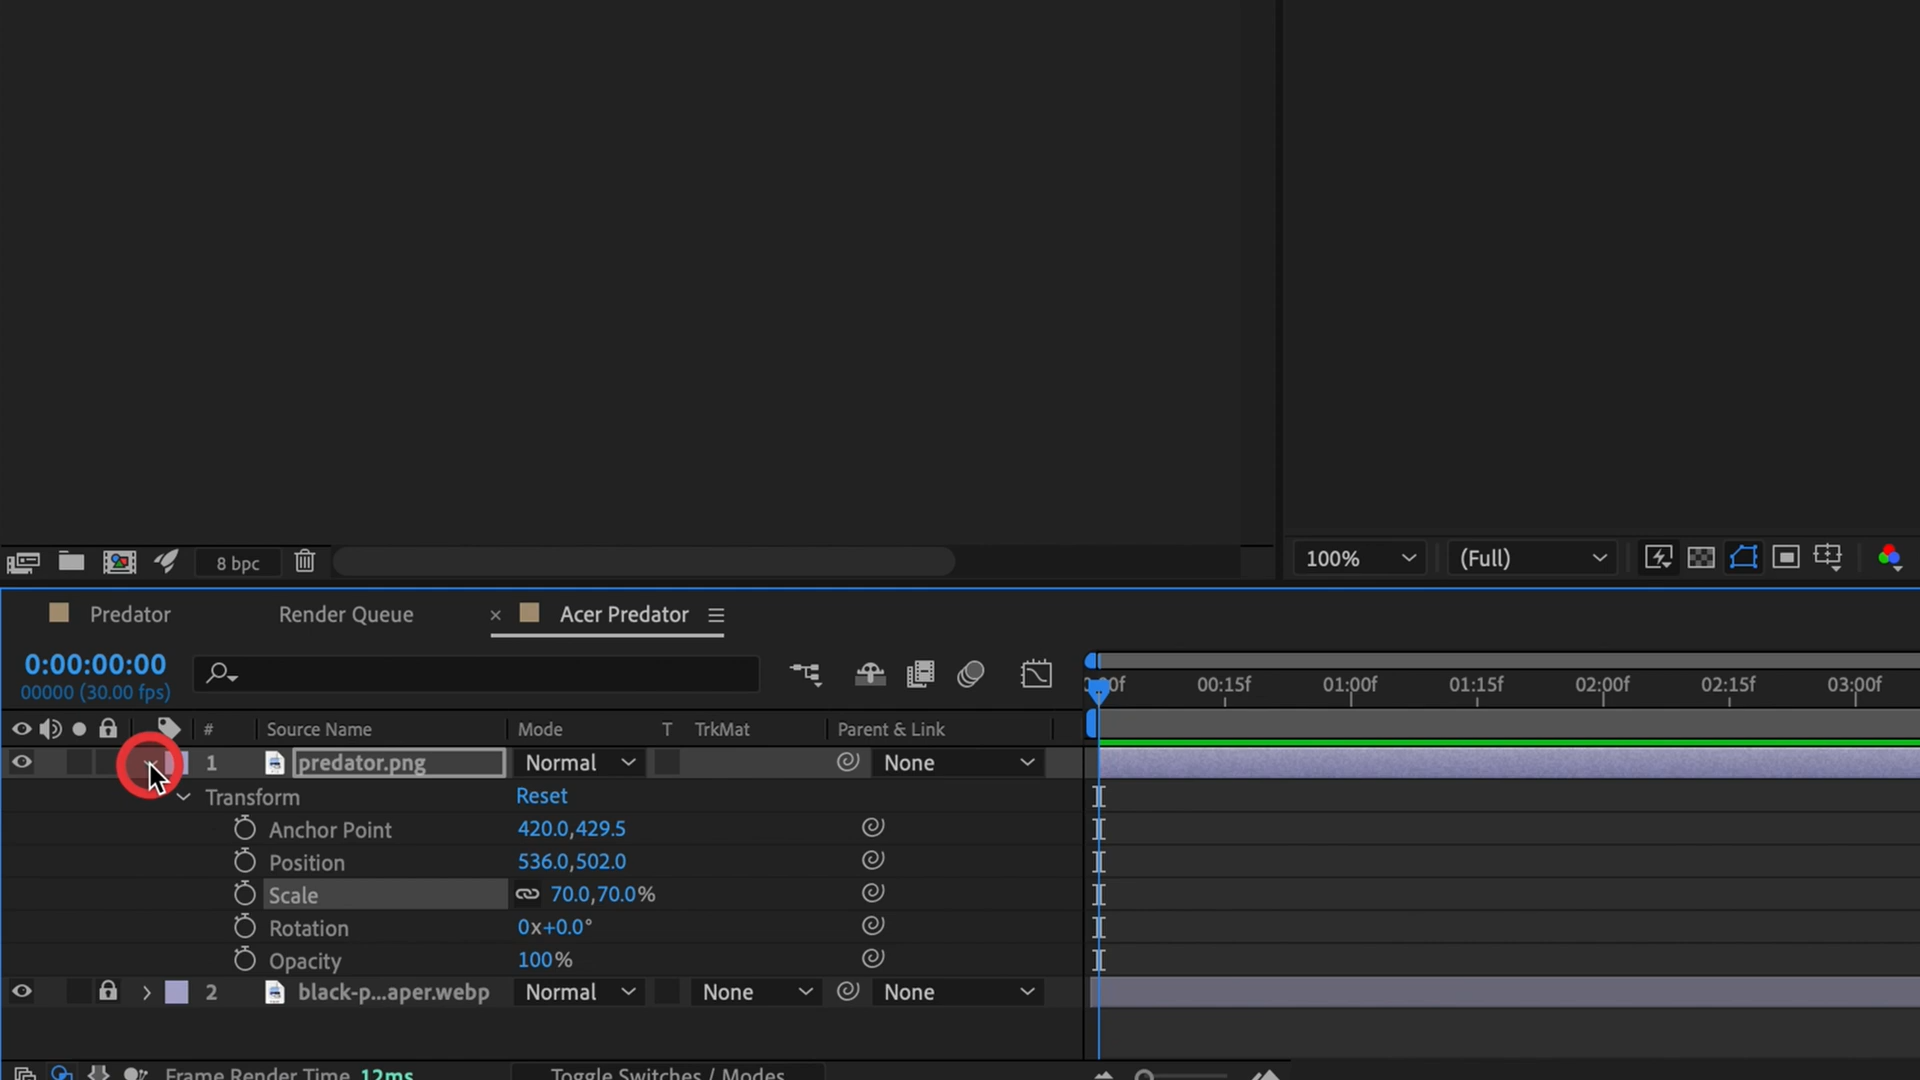 8 bpc
100%
(Full)
Predator
Render Queue
Acer Predator
0:00:00:00
00000 (30.00 fps)
00f
00:15f
01:00f
01:15f
02:00f
02:15f
03:00f
#
Source Name
Mode
T
TrkMat
Parent & Link
1
predator.png
Normal
None
Transform
Reset
Anchor Point
420.0,429.5
Position
536.0,502.0
Scale
70.0,70.0%
Rotation
0x+0.0°
Opacity
100%
2
black-p...aper.webp
Normal
None
None
Frame Render Time 12ms
Toggle Switches / Modes